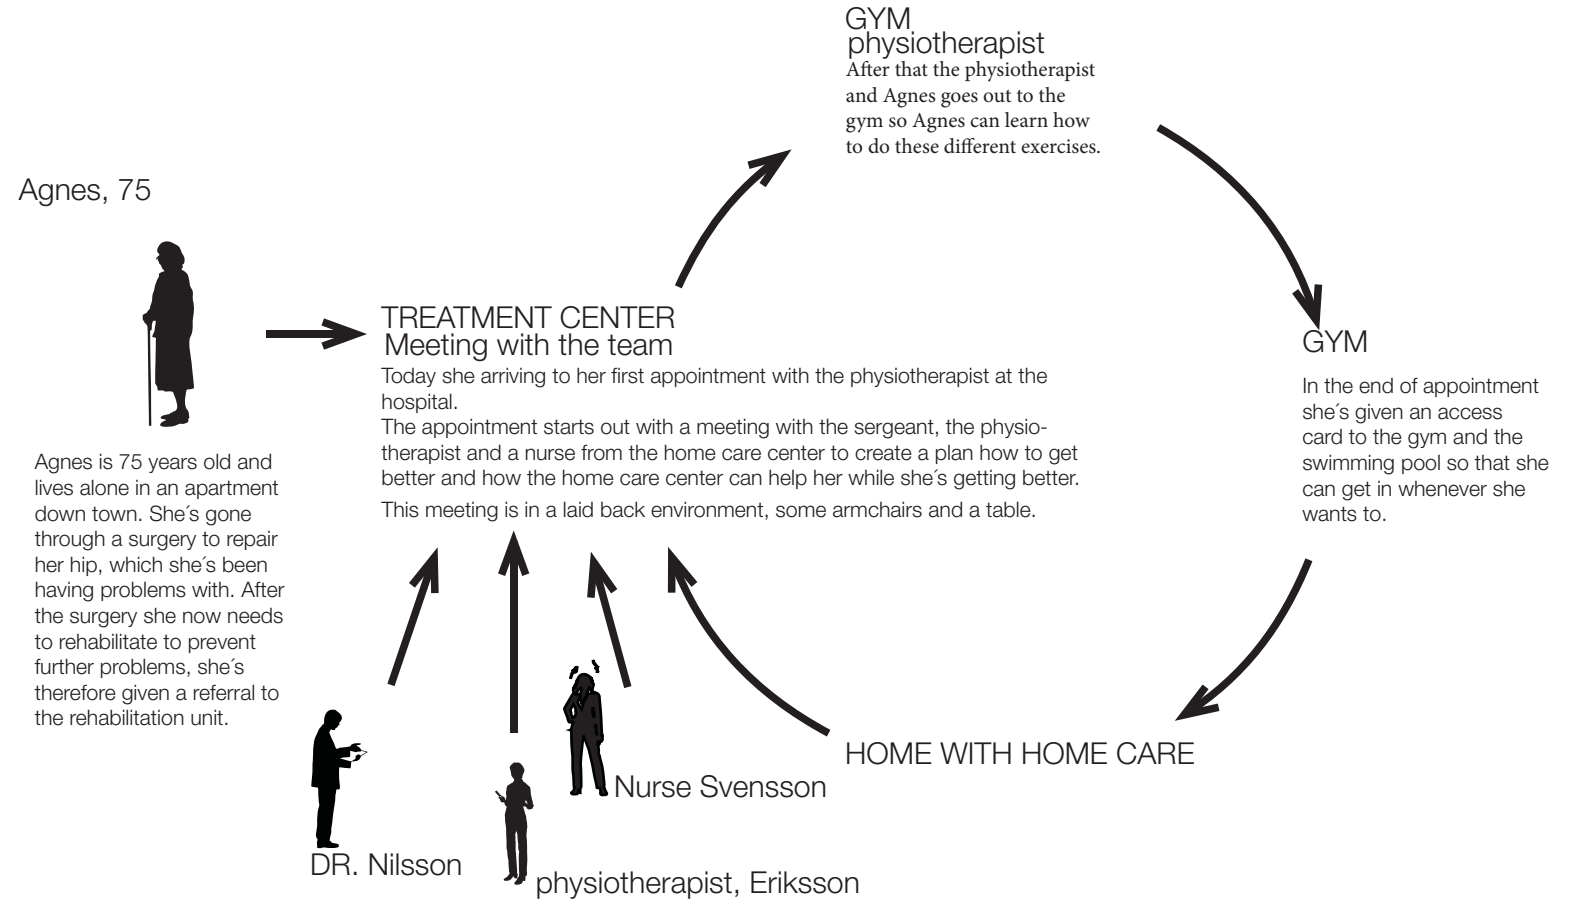 Agnes, 75
Agnes is 75 years old and
lives alone in an apartment
down town. She´s gone
through a surgery to repair
her hip, which she´s been
having problems with. After
the surgery she now needs
to rehabilitate to prevent
further problems, she´s
therefore given a referral to
the rehabilitation unit.
TREATMENT CENTER
Meeting with the team
Today she arriving to her first appointment with the physiotherapist at the
hospital.
The appointment starts out with a meeting with the sergeant, the physio-
therapist and a nurse from the home care center to create a plan how to get
better and how the home care center can help her while she´s getting better.
This meeting is in a laid back environment, some armchairs and a table.
DR. Nilsson
physiotherapist, Eriksson
Nurse Svensson
GYM
physiotherapist
After that the physiotherapist
and Agnes goes out to the
gym so Agnes can learn how
to do these different exercises.
GYM
In the end of appointment
she´s given an access
card to the gym and the
swimming pool so that she
can get in whenever she
wants to.
HOME WITH HOME CARE